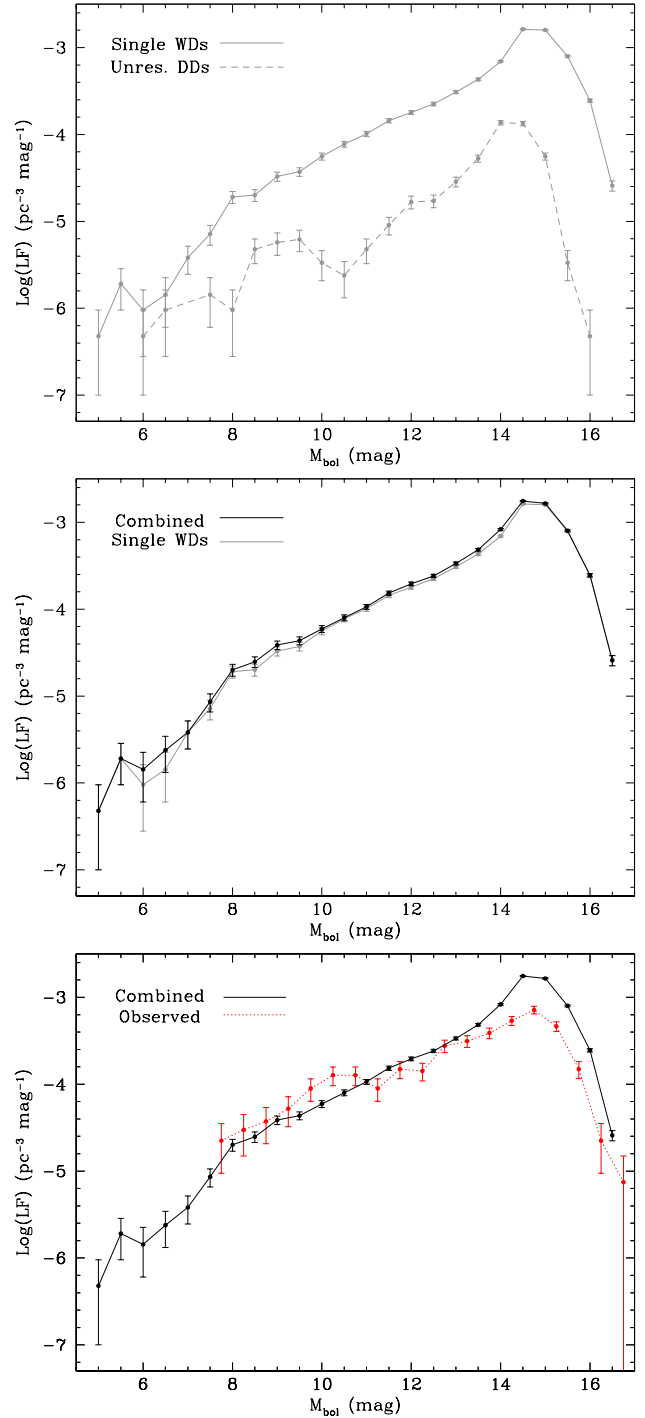 Single WDs
Unres. DDs
Log(LF) (pc⁻³ mag⁻¹)
−3
−4
−5
−6
−7
6 8 10 12 14 16
M_bol (mag)
Combined
Single WDs
Log(LF) (pc⁻³ mag⁻¹)
−3
−4
−5
−6
−7
6 8 10 12 14 16
M_bol (mag)
Combined
Observed
Log(LF) (pc⁻³ mag⁻¹)
−3
−4
−5
−6
−7
6 8 10 12 14 16
M_bol (mag)